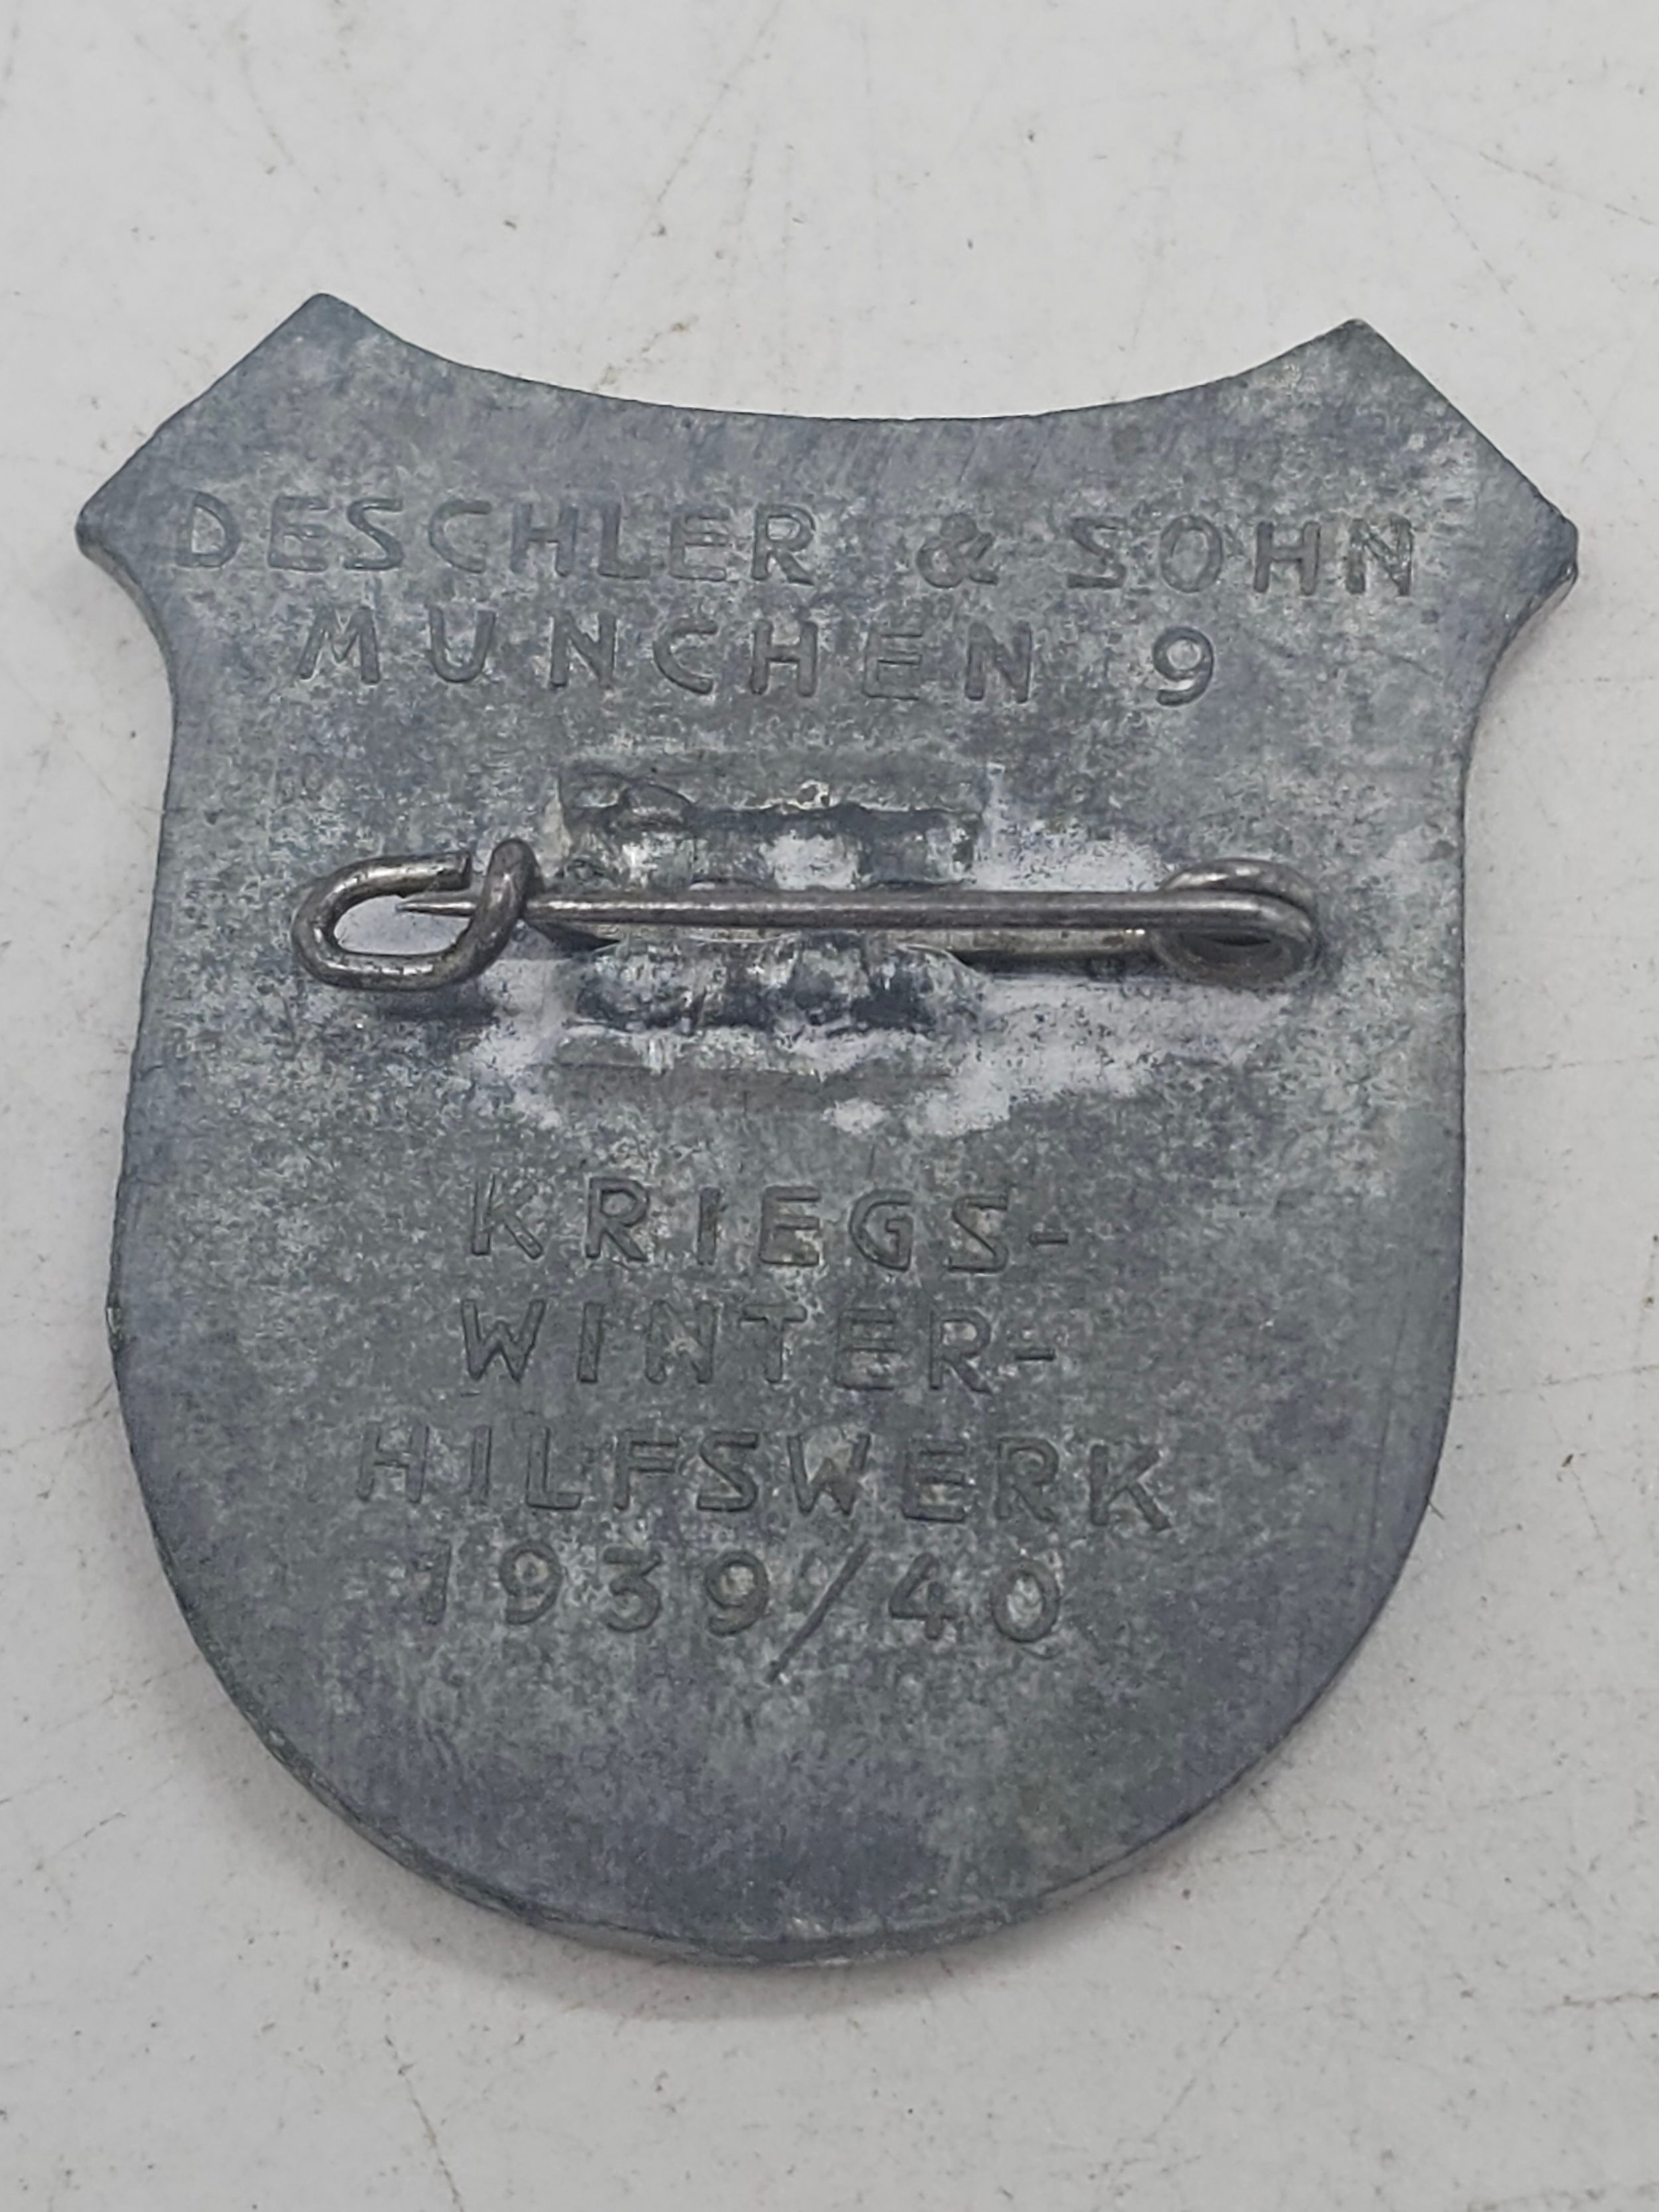 DESCHLER & SOHN
MUNCHEN 9
KRIEGS-
WINTER-
HILFSWERK
1939/40